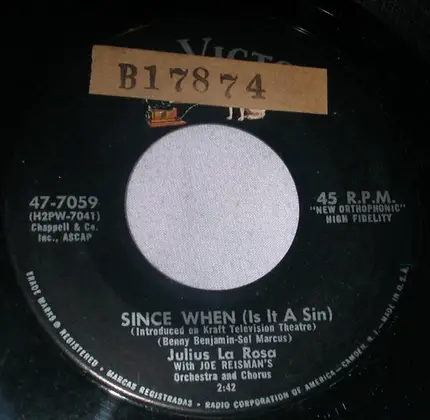 VICTO
B17874
47-7059
(H2PW-7041)
Chappell & Co.
Inc., ASCAP
45 R.P.M.
"NEW ORTHOPHONIC"
HIGH FIDELITY
SINCE WHEN (Is It A Sin)
(Introduced on Kraft Television Theatre)
(Benny Benjamin-Sol Marcus)
Julius La Rosa
With JOE REISMAN'S
Orchestra and Chorus
2:42
TRADE MARKS ® REGISTERED • MARCAS REGISTRADAS • RADIO CORPORATION OF AMERICA—CAMDEN, N. J.—MADE IN U.S.A.